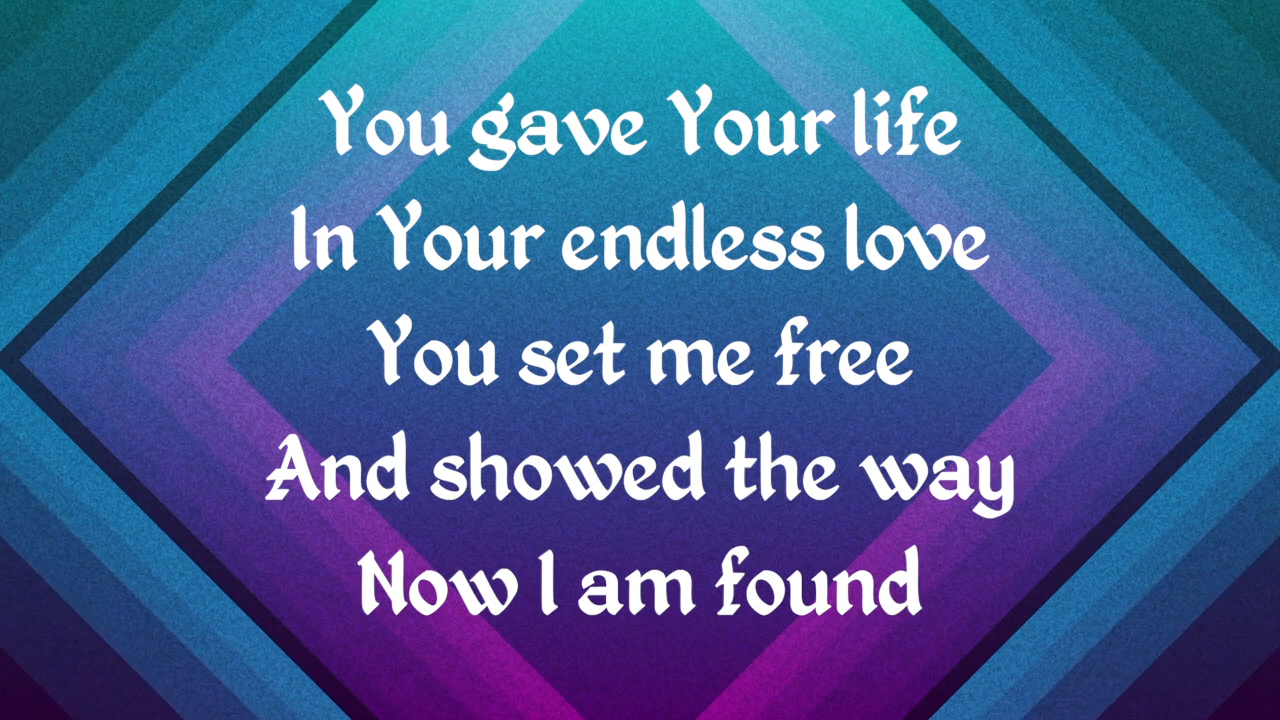 You gave Your life
In Your endless love
You set me free
And showed the way
Now I am found